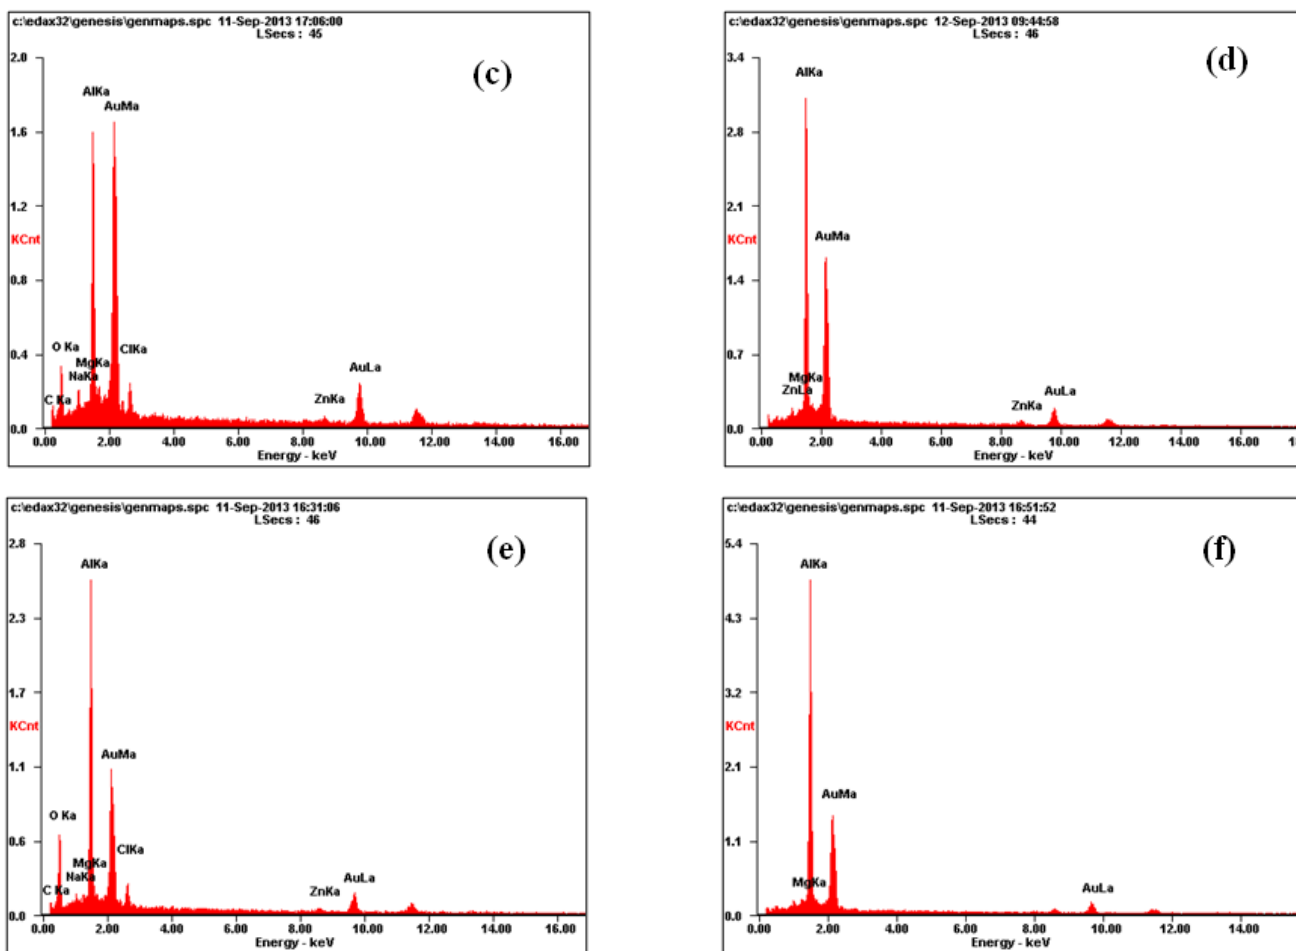 c:\edax32\genesis\genmaps.spc 11-Sep-2013 17:06:00
LSecs : 45
2.0
(c)
AlKa
AuMa
1.6
1.2
KCnt
0.8
O Ka
MgKa
ClKa
0.4
NaKa
AuLa
C Ka
ZnKa
0.0
0.00 2.00 4.00 6.00 8.00 10.00 12.00 14.00 16.00
Energy - keV
c:\edax32\genesis\genmaps.spc 12-Sep-2013 09:44:58
LSecs : 46
3.4
(d)
AlKa
2.8
2.1
AuMa
KCnt
1.4
0.7
MgKa
ZnLa
AuLa
ZnKa
0.0
0.00 2.00 4.00 6.00 8.00 10.00 12.00 14.00 16.00
Energy - keV
c:\edax32\genesis\genmaps.spc 11-Sep-2013 16:31:06
LSecs : 46
2.8
(e)
AlKa
2.3
1.7
KCnt
AuMa
1.1
O Ka
0.6
ClKa
MgKa
NaKa
AuLa
C Ka
ZnKa
0.0
0.00 2.00 4.00 6.00 8.00 10.00 12.00 14.00 16.00
Energy - keV
c:\edax32\genesis\genmaps.spc 11-Sep-2013 16:51:52
LSecs : 44
5.4
(f)
AlKa
4.3
3.2
KCnt
2.1
AuMa
1.1
MgKa
AuLa
0.0
0.00 2.00 4.00 6.00 8.00 10.00 12.00 14.00
Energy - keV